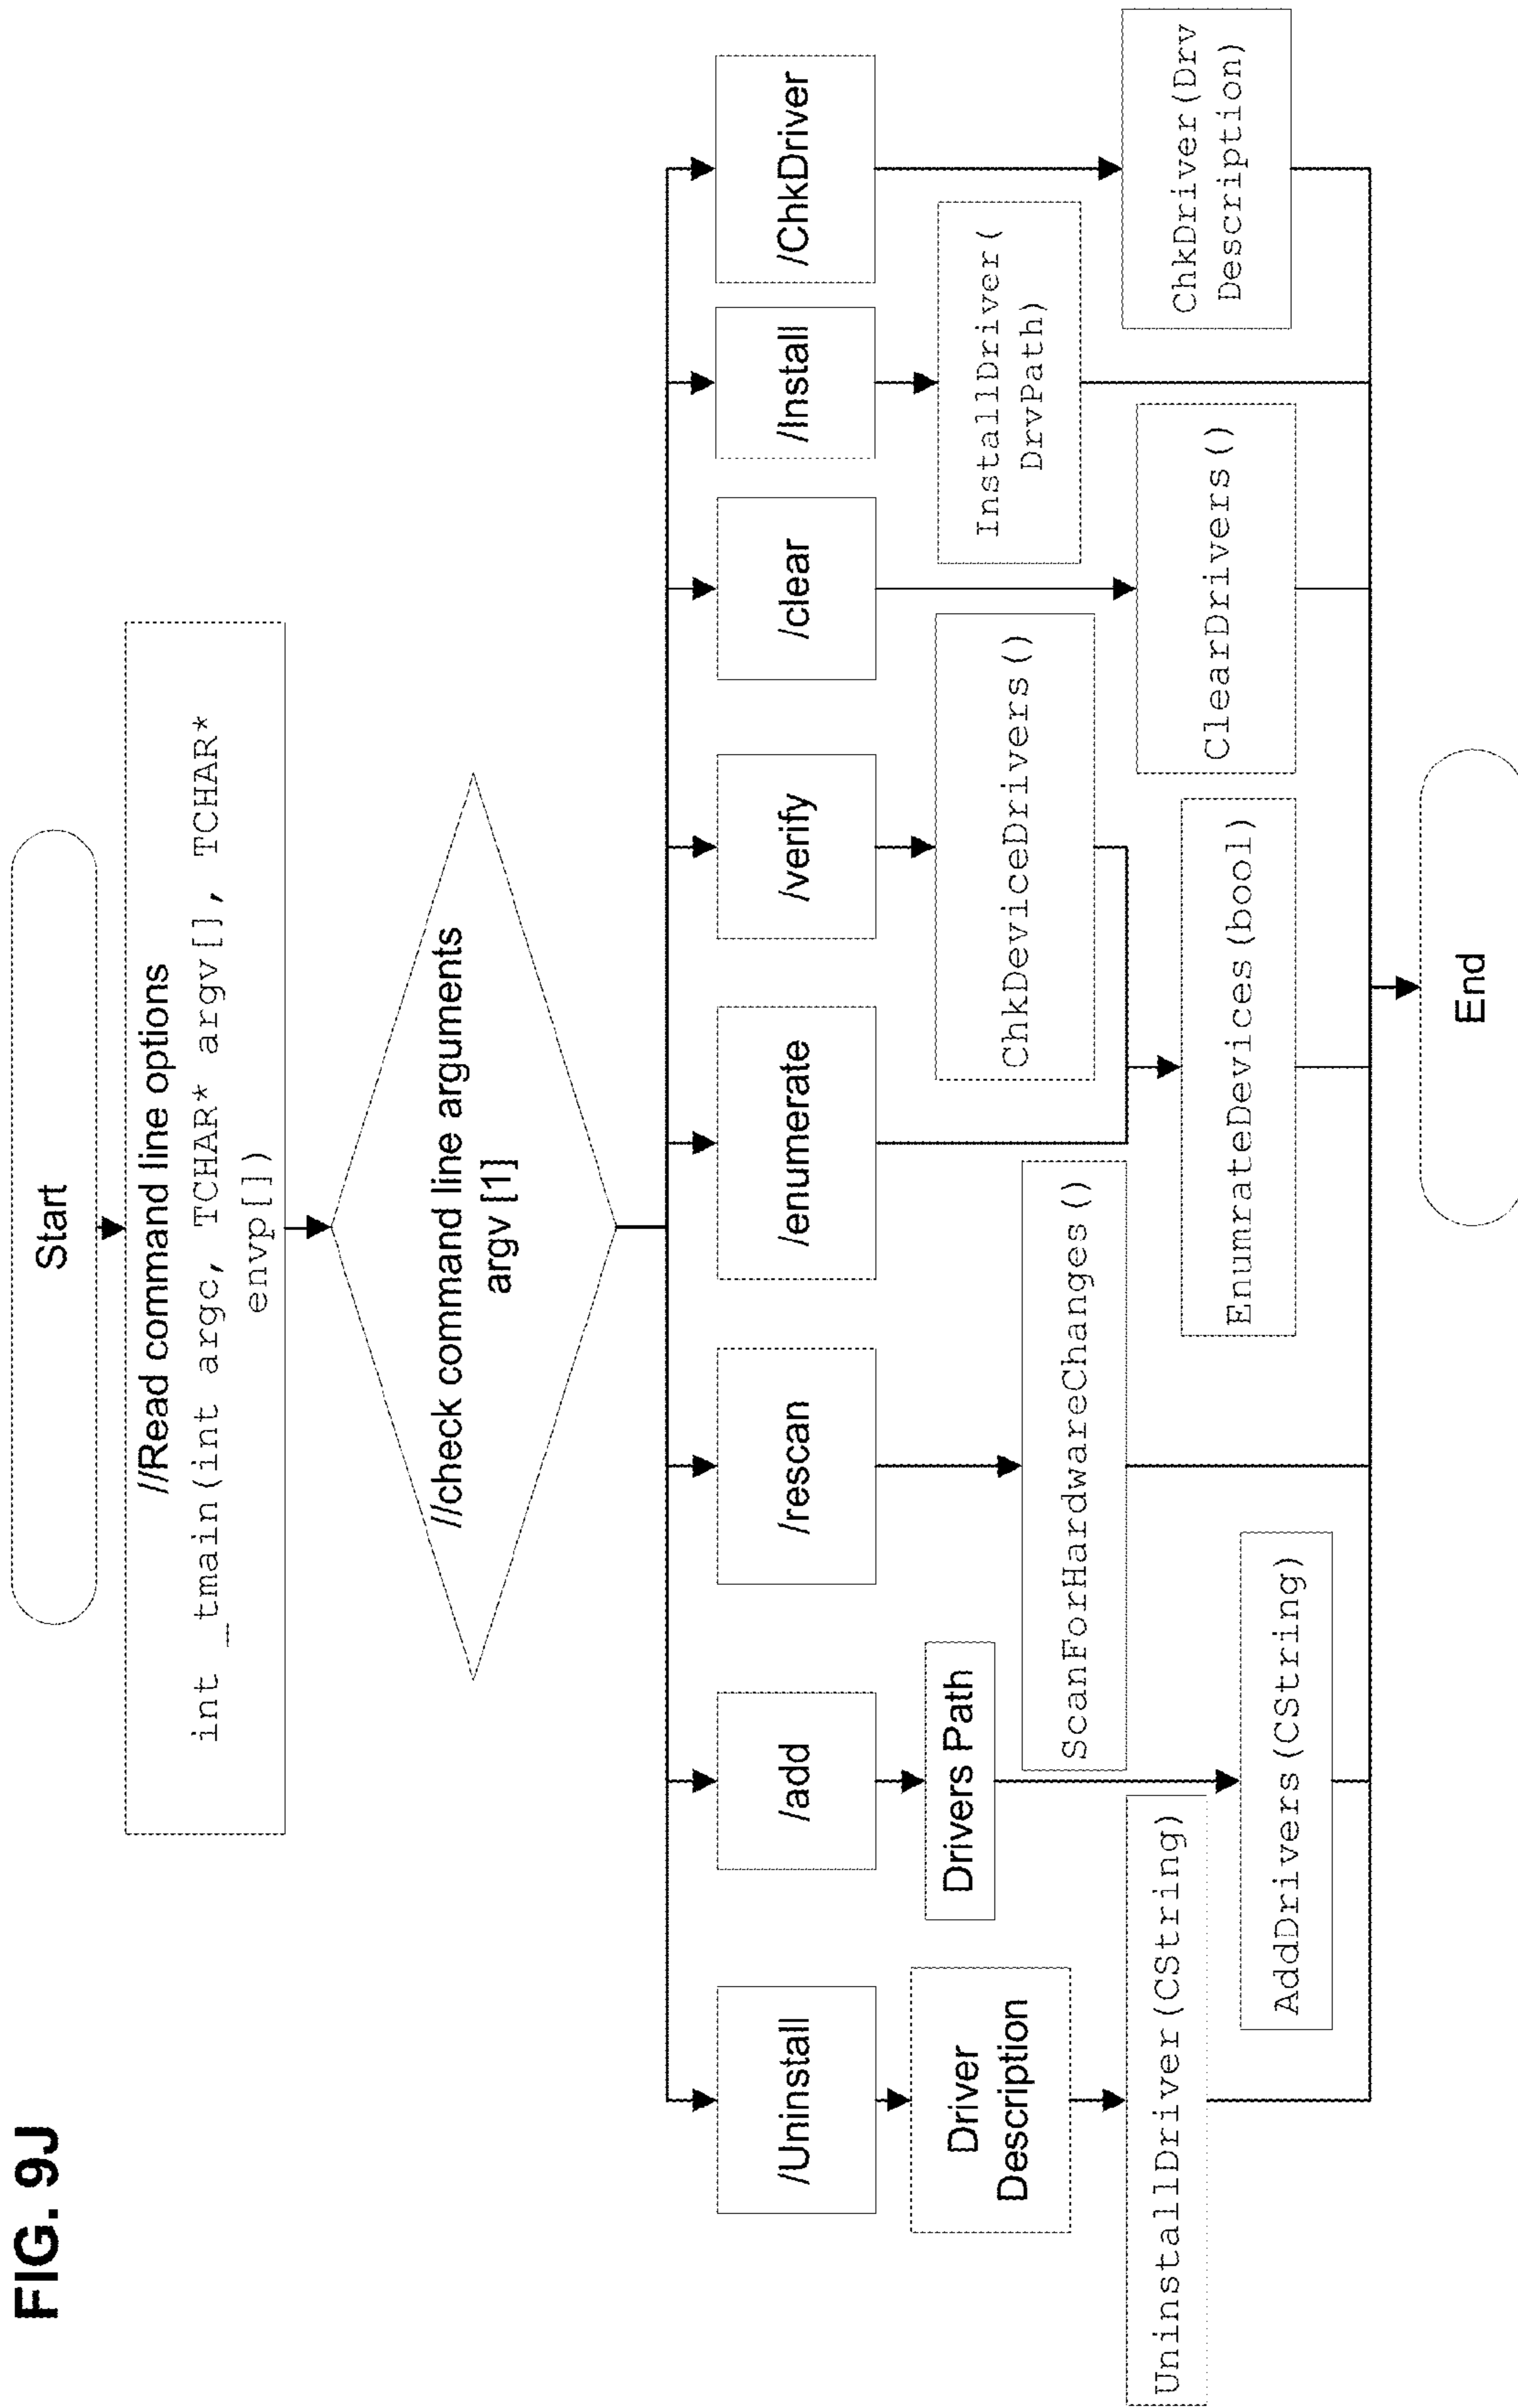 FIG. 9J
Start
//Read command line options
int _tmain(int argc, TCHAR* argv[], TCHAR*
envp[])
//check command line arguments
argv [1]
/Uninstall
/add
/rescan
/enumerate
/verify
/clear
/Install
/ChkDriver
Driver
Description
Drivers Path
ScanForHardwareChanges()
ChkDeviceDrivers()
InstallDriver(
DrvPath)
UninstallDriver(CString)
AddDrivers(CString)
EnumrateDevices(bool)
ClearDrivers()
ChkDriver(Drv
Description)
End